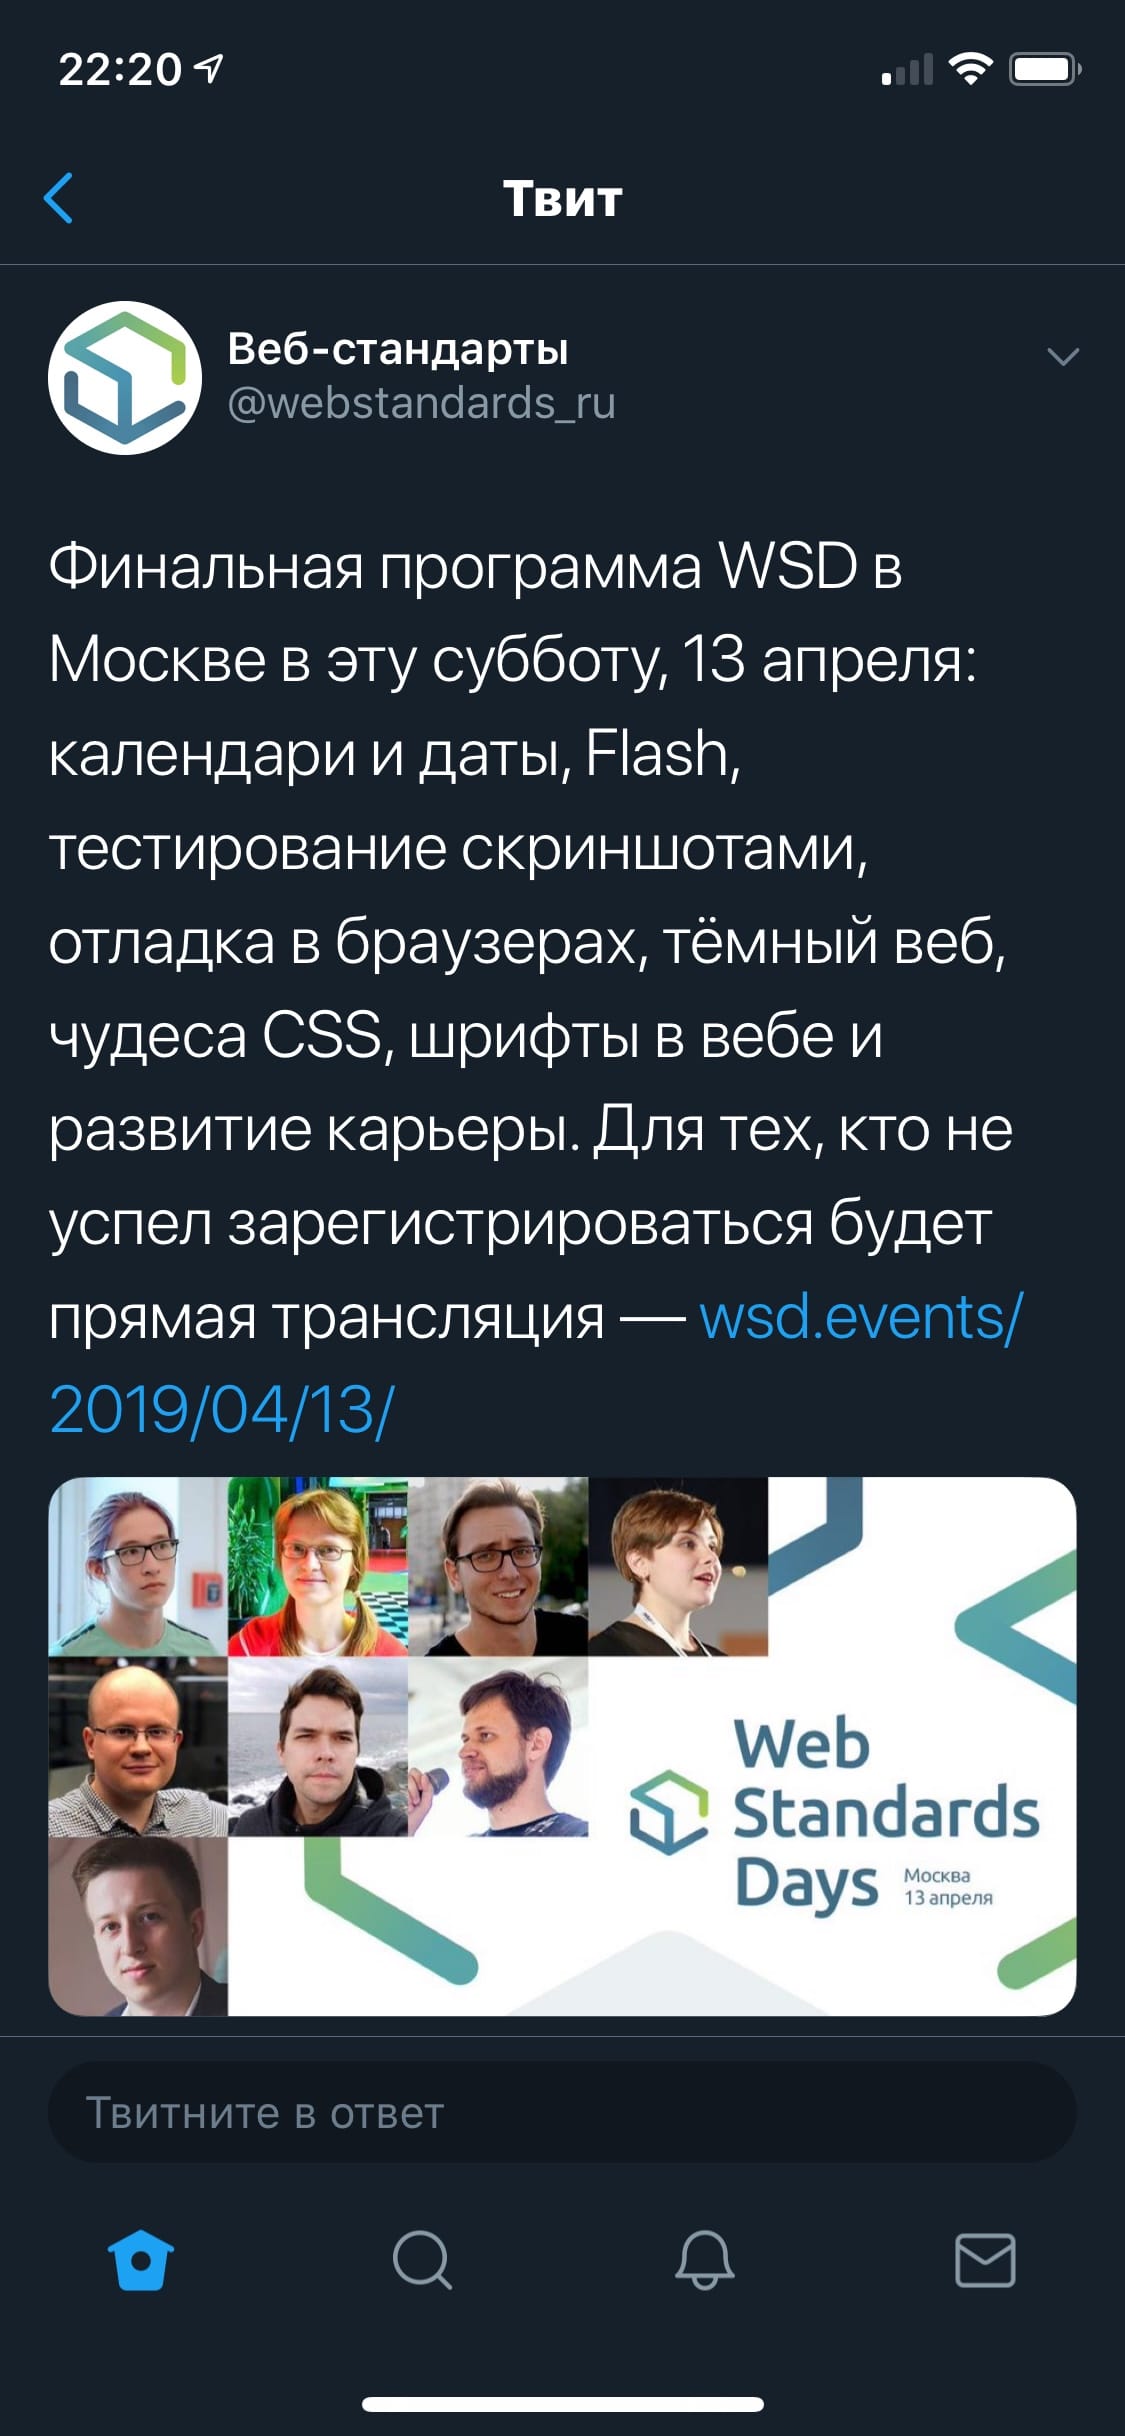 22:20
Твит
Веб-стандарты
@webstandards_ru
Финальная программа WSD в
Москве в эту субботу, 13 апреля:
календари и даты, Flash,
тестирование скриншотами,
отладка в браузерах, тёмный веб,
чудеса CSS, шрифты в вебе и
развитие карьеры. Для тех, кто не
успел зарегистрироваться будет
прямая трансляция — wsd.events/
2019/04/13/
Web
Standards
Days
Москва
13 апреля
Твитните в ответ